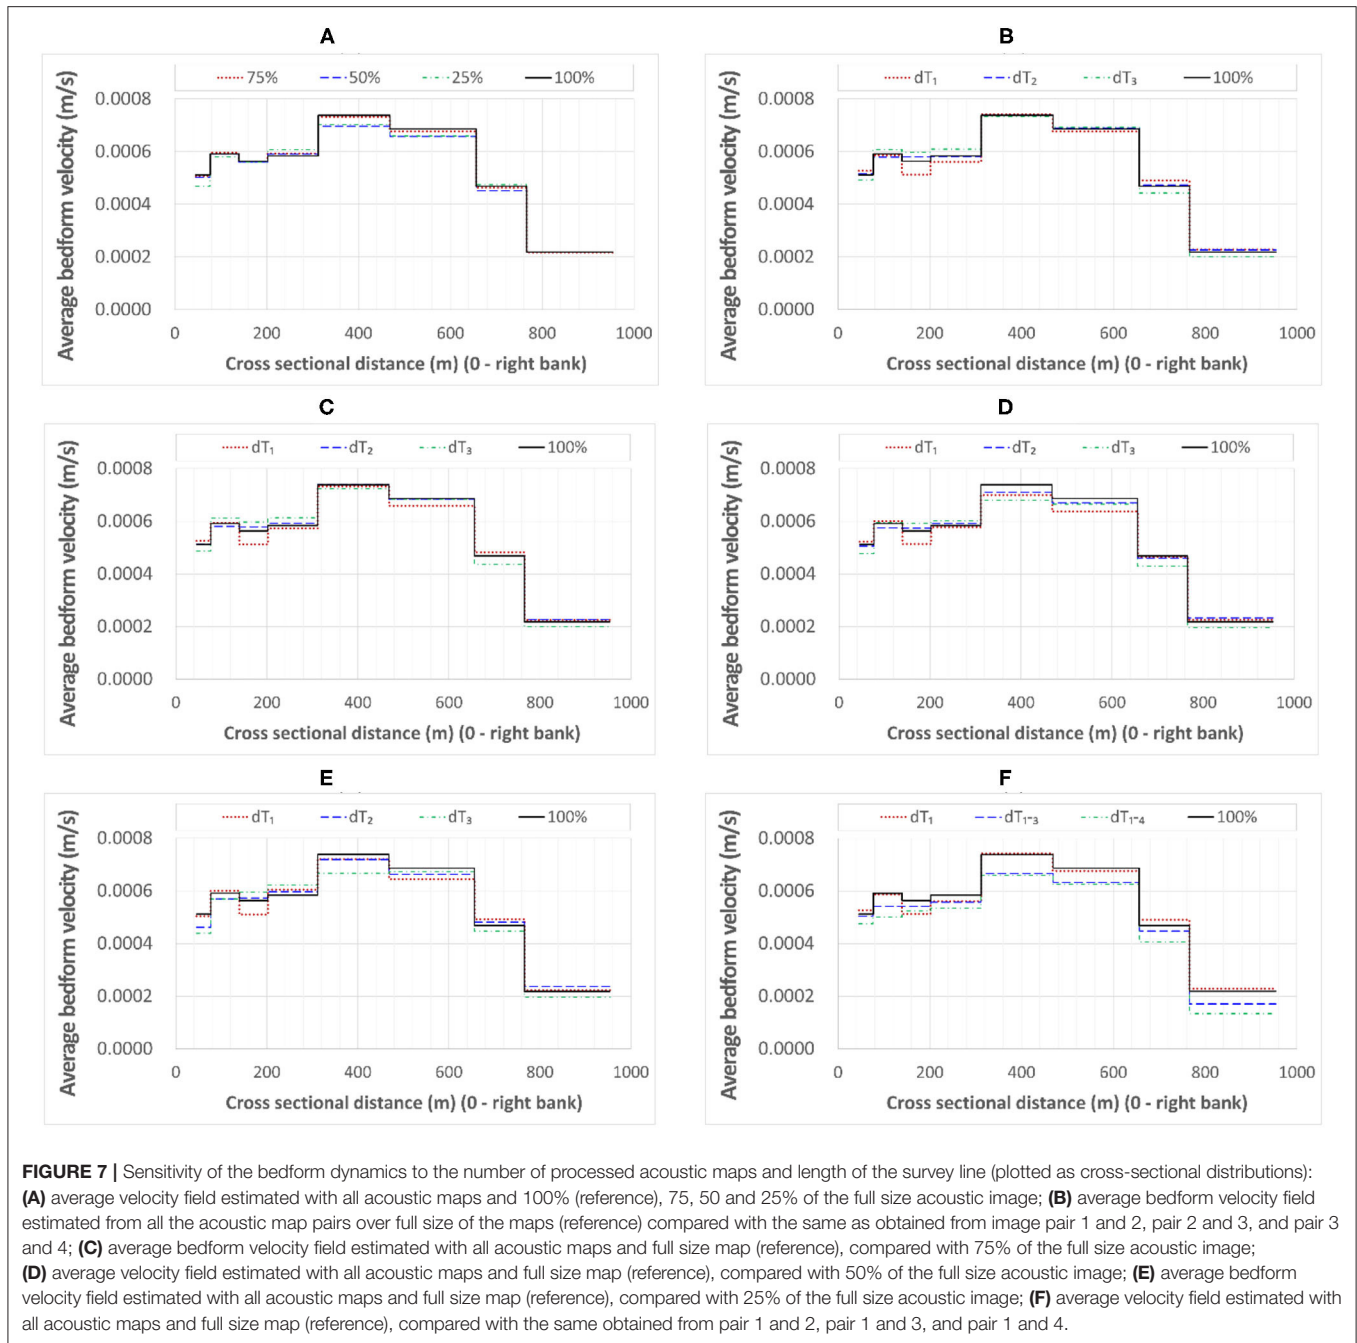 A
75% 50% 25% 100%
Average bedform velocity (m/s)
0.0008
0.0006
0.0004
0.0002
0.0000
0 200 400 600 800 1000
Cross sectional distance (m) (0 - right bank)
B
dT₁ dT₂ dT₃ 100%
Average bedform velocity (m/s)
0.0008
0.0006
0.0004
0.0002
0.0000
0 200 400 600 800 1000
Cross sectional distance (m) (0 - right bank)
C
dT₁ dT₂ dT₃ 100%
Average bedform velocity (m/s)
0.0008
0.0006
0.0004
0.0002
0.0000
0 200 400 600 800 1000
Cross sectional distance (m) (0 - right bank)
D
dT₁ dT₂ dT₃ 100%
Average bedform velocity (m/s)
0.0008
0.0006
0.0004
0.0002
0.0000
0 200 400 600 800 1000
Cross sectional distance (m) (0 - right bank)
E
dT₁ dT₂ dT₃ 100%
Average bedform velocity (m/s)
0.0008
0.0006
0.0004
0.0002
0.0000
0 200 400 600 800 1000
Cross sectional distance (m) (0 - right bank)
F
dT₁ dT₁-₃ dT₁-₄ 100%
Average bedform velocity (m/s)
0.0008
0.0006
0.0004
0.0002
0.0000
0 200 400 600 800 1000
Cross sectional distance (m) (0 - right bank)
FIGURE 7 | Sensitivity of the bedform dynamics to the number of processed acoustic maps and length of the survey line (plotted as cross-sectional distributions):
(A) average velocity field estimated with all acoustic maps and 100% (reference), 75, 50 and 25% of the full size acoustic image; (B) average bedform velocity field
estimated from all the acoustic map pairs over full size of the maps (reference) compared with the same as obtained from image pair 1 and 2, pair 2 and 3, and pair 3
and 4; (C) average bedform velocity field estimated with all acoustic maps and full size map (reference), compared with 75% of the full size acoustic image;
(D) average velocity field estimated with all acoustic maps and full size map (reference), compared with 50% of the full size acoustic image; (E) average bedform
velocity field estimated with all acoustic maps and full size map (reference), compared with 25% of the full size acoustic image; (F) average velocity field estimated with
all acoustic maps and full size map (reference), compared with the same obtained from pair 1 and 2, pair 1 and 3, and pair 1 and 4.